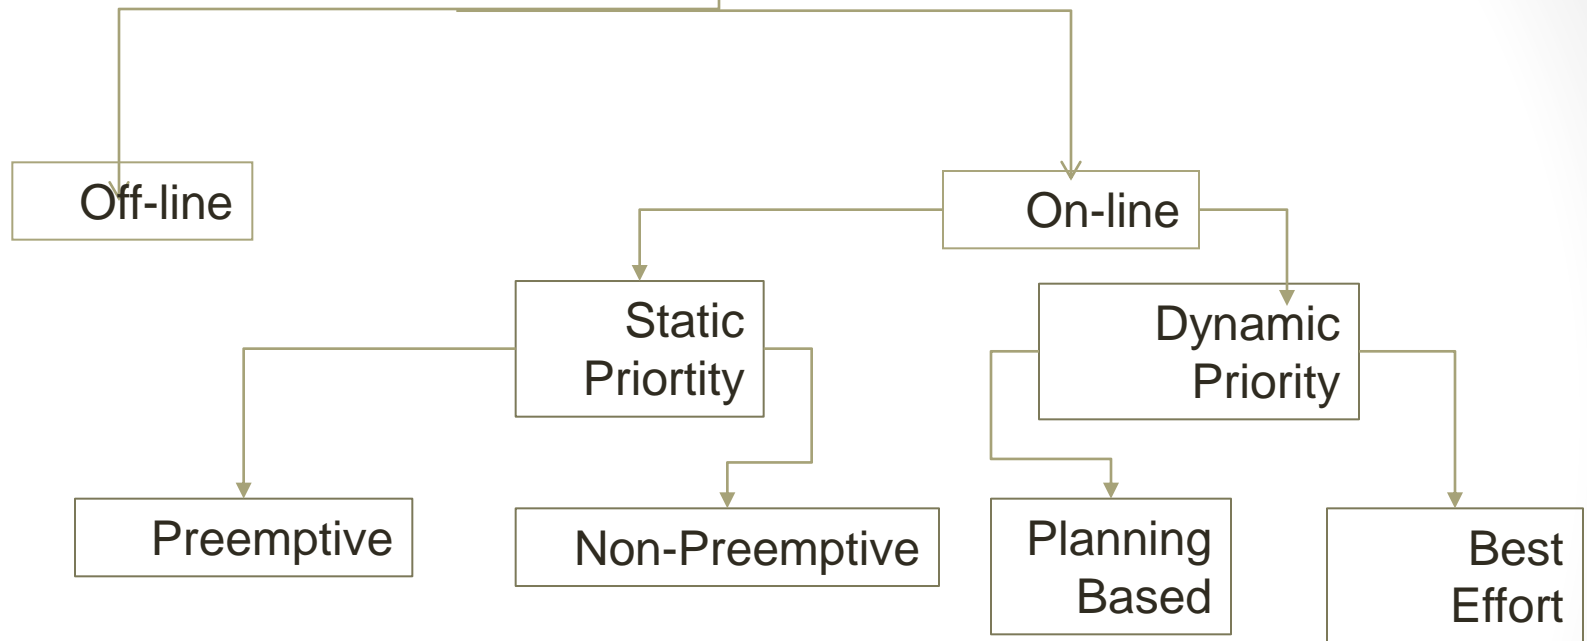 Off-line
On-line
Static
Priortity
Dynamic
Priority
Preemptive
Non-Preemptive
Planning
Based
Best
Effort